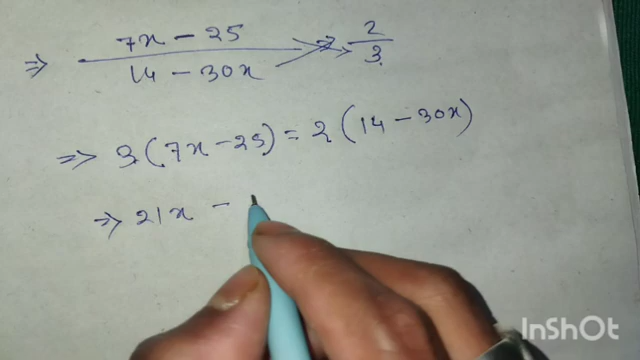 ⇒ 7x - 25 / 14 - 30x ⇒ 2 / 3
⇒ 3(7x - 25) = 2(14 - 30x)
⇒ 21x -
InShOt